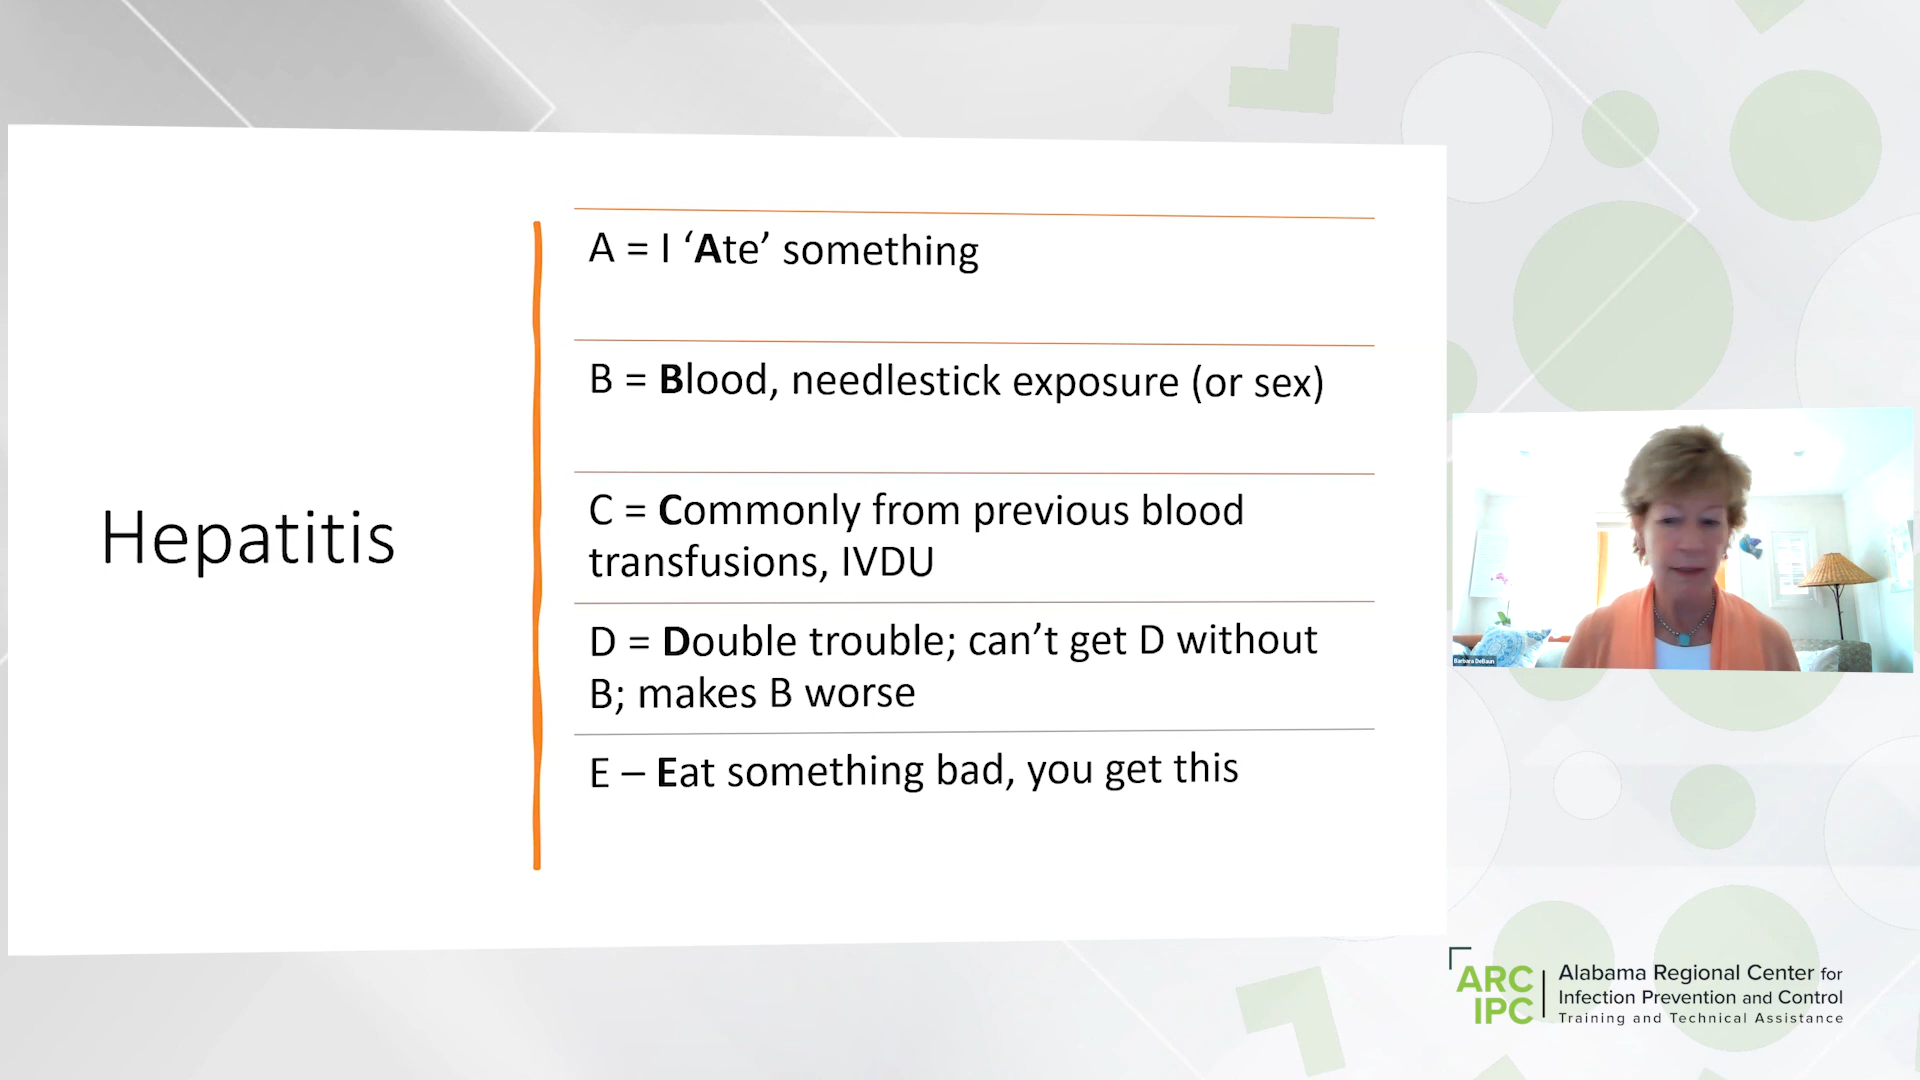 Hepatitis
A = I ‘Ate’ something
B = Blood, needlestick exposure (or sex)
C = Commonly from previous blood
transfusions, IVDU
D = Double trouble; can’t get D without
B; makes B worse
E – Eat something bad, you get this
Barbara DeBaun
ARC
IPC
Alabama Regional Center for
Infection Prevention and Control
Training and Technical Assistance